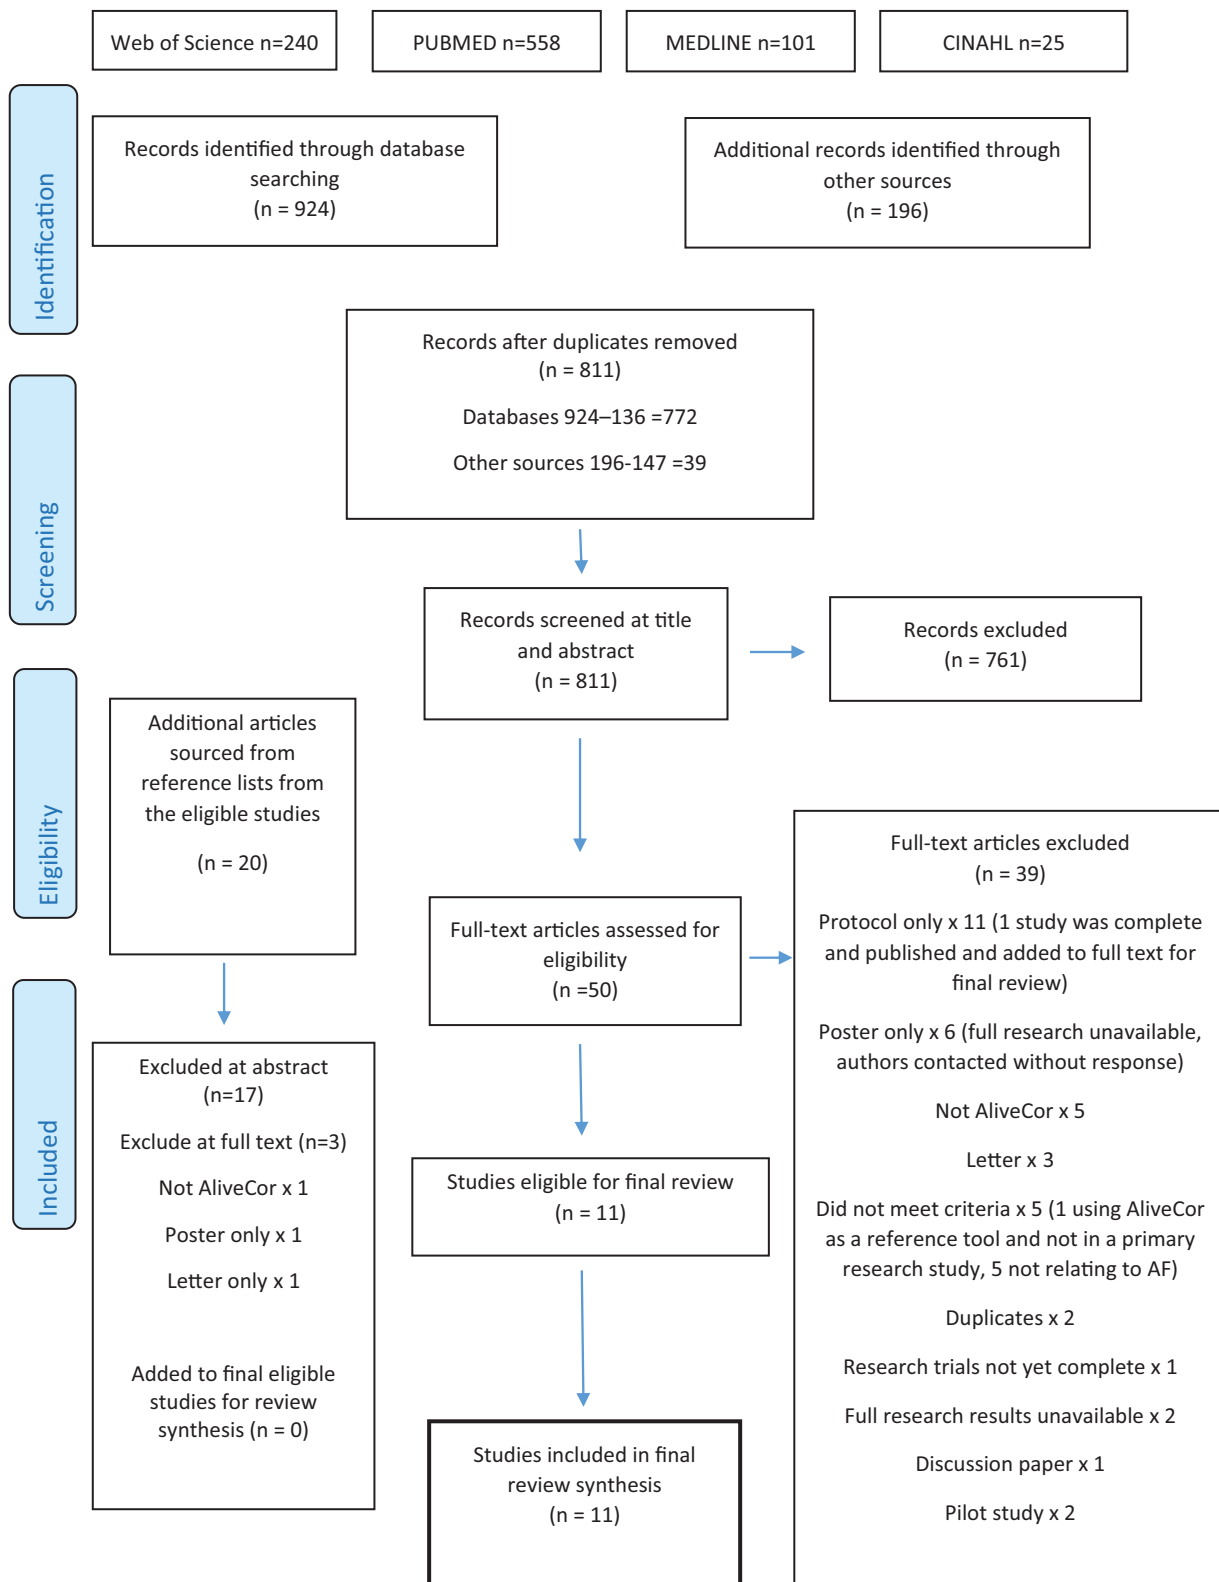 Web of Science n=240
PUBMED n=558
MEDLINE n=101
CINAHL n=25
Identification
Records identified through database
searching
(n = 924)
Additional records identified through
other sources
(n = 196)
Records after duplicates removed
(n = 811)
Databases 924–136 =772
Other sources 196-147 =39
Screening
Records screened at title
and abstract
(n = 811)
Records excluded
(n = 761)
Eligibility
Additional articles
sourced from
reference lists from
the eligible studies
(n = 20)
Full-text articles assessed for
eligibility
(n =50)
Full-text articles excluded
(n = 39)
Protocol only x 11 (1 study was complete
and published and added to full text for
final review)
Poster only x 6 (full research unavailable,
authors contacted without response)
Not AliveCor x 5
Letter x 3
Did not meet criteria x 5 (1 using AliveCor
as a reference tool and not in a primary
research study, 5 not relating to AF)
Duplicates x 2
Research trials not yet complete x 1
Full research results unavailable x 2
Discussion paper x 1
Pilot study x 2
Included
Excluded at abstract
(n=17)
Exclude at full text (n=3)
Not AliveCor x 1
Poster only x 1
Letter only x 1
Added to final eligible
studies for review
synthesis (n = 0)
Studies eligible for final review
(n = 11)
Studies included in final
review synthesis
(n = 11)